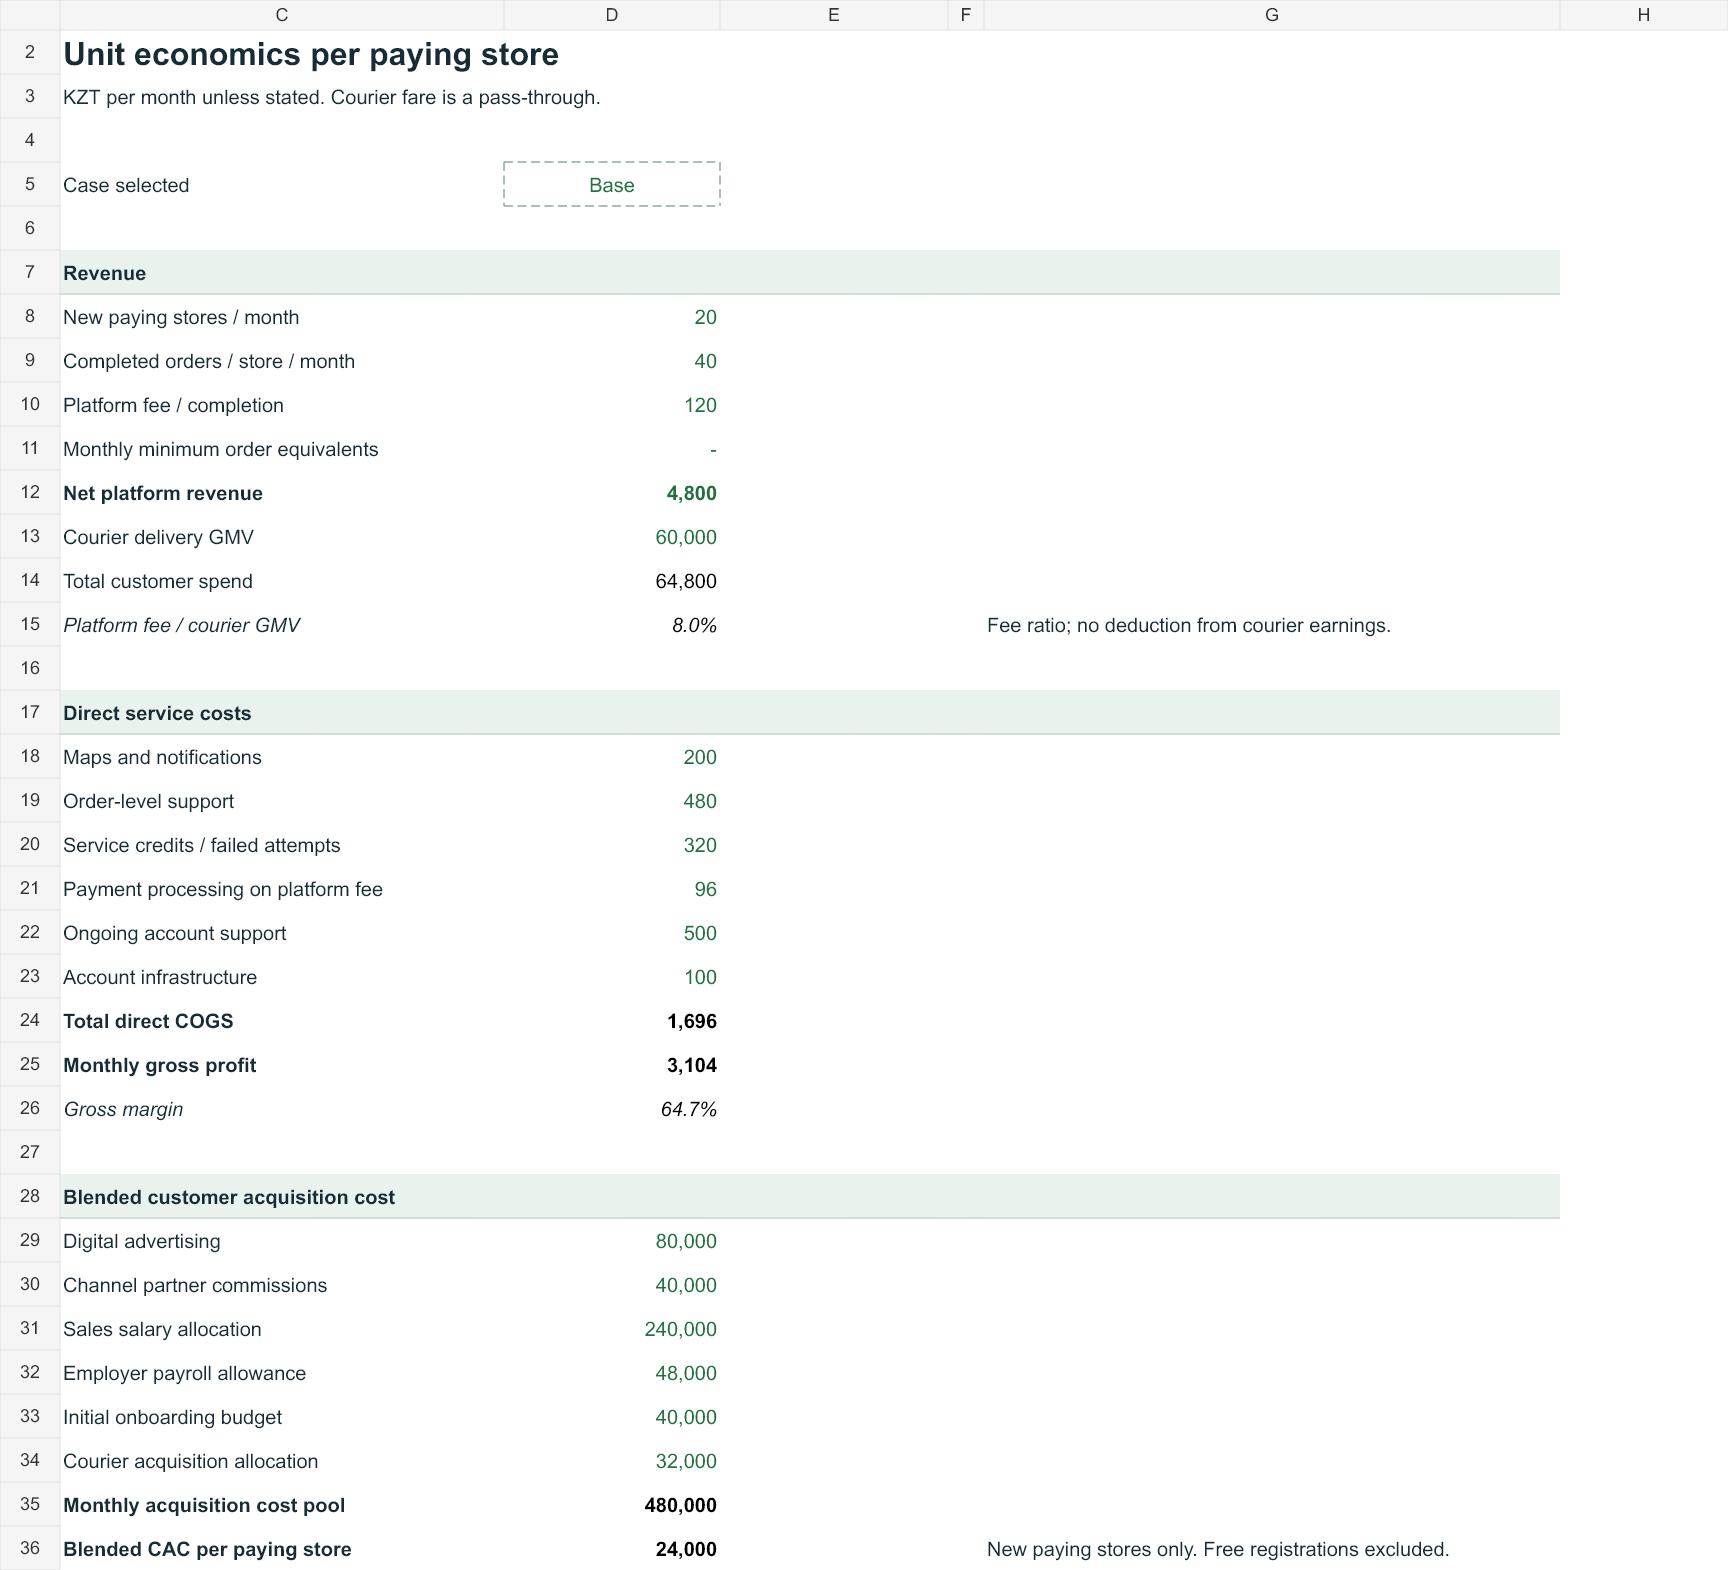 C D E F G H
2 Unit economics per paying store
3 KZT per month unless stated. Courier fare is a pass-through.
4
5 Case selected Base
6
7 Revenue
8 New paying stores / month 20
9 Completed orders / store / month 40
10 Platform fee / completion 120
11 Monthly minimum order equivalents -
12 Net platform revenue 4,800
13 Courier delivery GMV 60,000
14 Total customer spend 64,800
15 Platform fee / courier GMV 8.0% Fee ratio; no deduction from courier earnings.
16
17 Direct service costs
18 Maps and notifications 200
19 Order-level support 480
20 Service credits / failed attempts 320
21 Payment processing on platform fee 96
22 Ongoing account support 500
23 Account infrastructure 100
24 Total direct COGS 1,696
25 Monthly gross profit 3,104
26 Gross margin 64.7%
27
28 Blended customer acquisition cost
29 Digital advertising 80,000
30 Channel partner commissions 40,000
31 Sales salary allocation 240,000
32 Employer payroll allowance 48,000
33 Initial onboarding budget 40,000
34 Courier acquisition allocation 32,000
35 Monthly acquisition cost pool 480,000
36 Blended CAC per paying store 24,000 New paying stores only. Free registrations excluded.